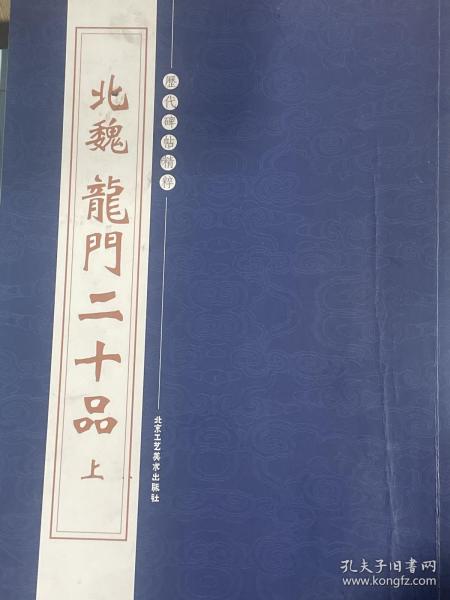 歷代碑帖精粹
北魏 龍門二十品 上
北京工艺美术出版社
孔夫子旧书网
www.kongfz.com